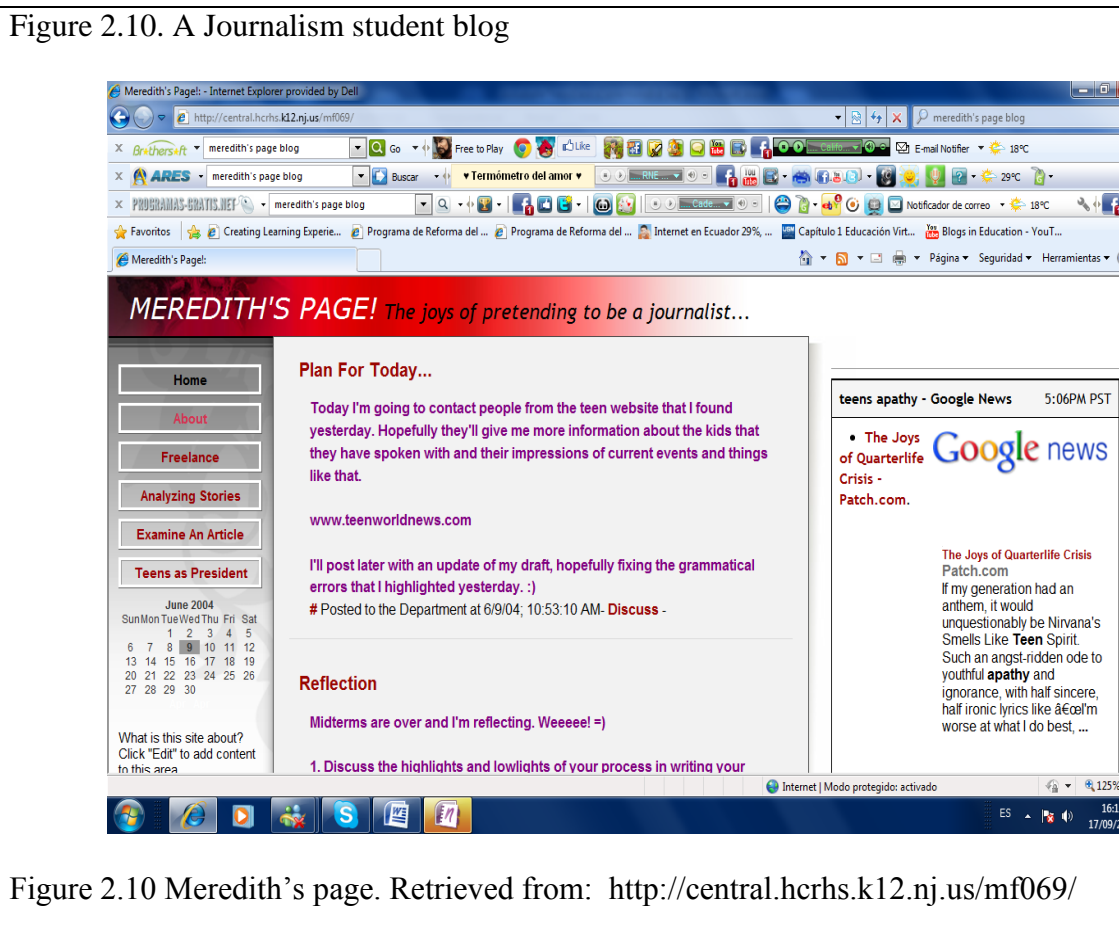 Figure 2.10. A Journalism student blog
Meredith's Page!: - Internet Explorer provided by Dell
http://central.hcrhs.k12.nj.us/mf069/
meredith's page blog
X Brothersoft meredith's page blog Go Free to Play Like E-mail Notifier 18°C
X ARES meredith's page blog Buscar ♥ Termómetro del amor ♥ RNE... 29°C
X PROGRAMAS-GRATIS.NET meredith's page blog Cade... Notificador de correo 18°C
Favoritos Creating Learning Experie... Programa de Reforma del ... Programa de Reforma del ... Internet en Ecuador 29%, ... Capítulo 1 Educación Virt... Blogs in Education - YouT...
Meredith's Page!:
Página Seguridad Herramientas
MEREDITH'S PAGE! The joys of pretending to be a journalist...
Home
About
Freelance
Analyzing Stories
Examine An Article
Teens as President
June 2004
Sun Mon Tue Wed Thu Fri Sat
1 2 3 4 5
6 7 8 9 10 11 12
13 14 15 16 17 18 19
20 21 22 23 24 25 26
27 28 29 30
What is this site about?
Click "Edit" to add content
to this area
Plan For Today...
Today I'm going to contact people from the teen website that I found
yesterday. Hopefully they'll give me more information about the kids that
they have spoken with and their impressions of current events and things
like that.
www.teenworldnews.com
I'll post later with an update of my draft, hopefully fixing the grammatical
errors that I highlighted yesterday. :)
# Posted to the Department at 6/9/04; 10:53:10 AM- Discuss -
Reflection
Midterms are over and I'm reflecting. Weeeee! =)
1. Discuss the highlights and lowlights of your process in writing your
teens apathy - Google News 5:06PM PST
• The Joys
of Quarterlife
Crisis -
Patch.com.
Google news
The Joys of Quarterlife Crisis
Patch.com
If my generation had an
anthem, it would
unquestionably be Nirvana's
Smells Like Teen Spirit.
Such an angst-ridden ode to
youthful apathy and
ignorance, with half sincere,
half ironic lyrics like â€œI'm
worse at what I do best, ...
Internet | Modo protegido: activado 125%
ES 16:1
17/09/2
Figure 2.10 Meredith’s page. Retrieved from: http://central.hcrhs.k12.nj.us/mf069/